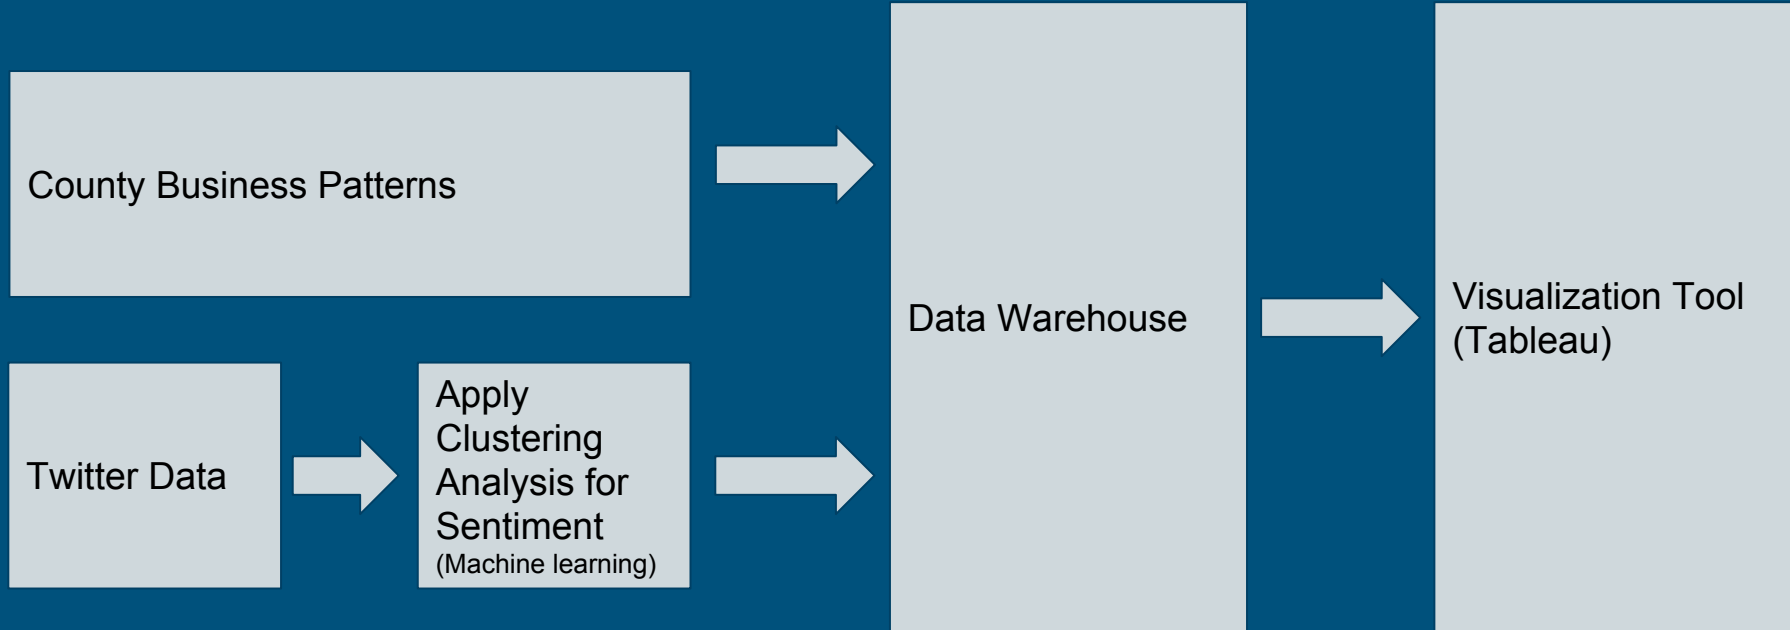 County Business Patterns
Twitter Data
Apply
Clustering
Analysis for
Sentiment
(Machine learning)
Data Warehouse
Visualization Tool
(Tableau)